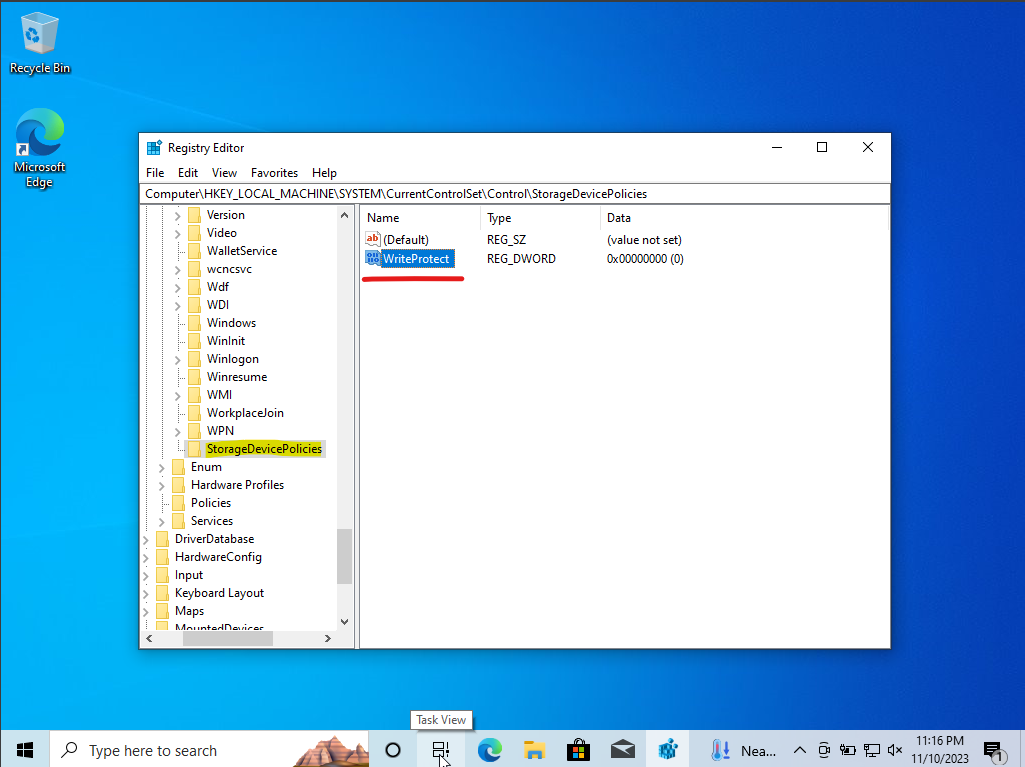 Recycle Bin
Microsoft
Edge
Registry Editor
File Edit View Favorites Help
Computer\HKEY_LOCAL_MACHINE\SYSTEM\CurrentControlSet\Control\StorageDevicePolicies
Version
Video
WalletService
wcncsvc
Wdf
WDI
Windows
WinInit
Winlogon
Winresume
WMI
WorkplaceJoin
WPN
StorageDevicePolicies
Enum
Hardware Profiles
Policies
Services
DriverDatabase
HardwareConfig
Input
Keyboard Layout
Maps
MountedDevices
Name Type Data
ab (Default) REG_SZ (value not set)
WriteProtect REG_DWORD 0x00000000 (0)
Task View
Type here to search
Nea...
11:16 PM
11/10/2023
1